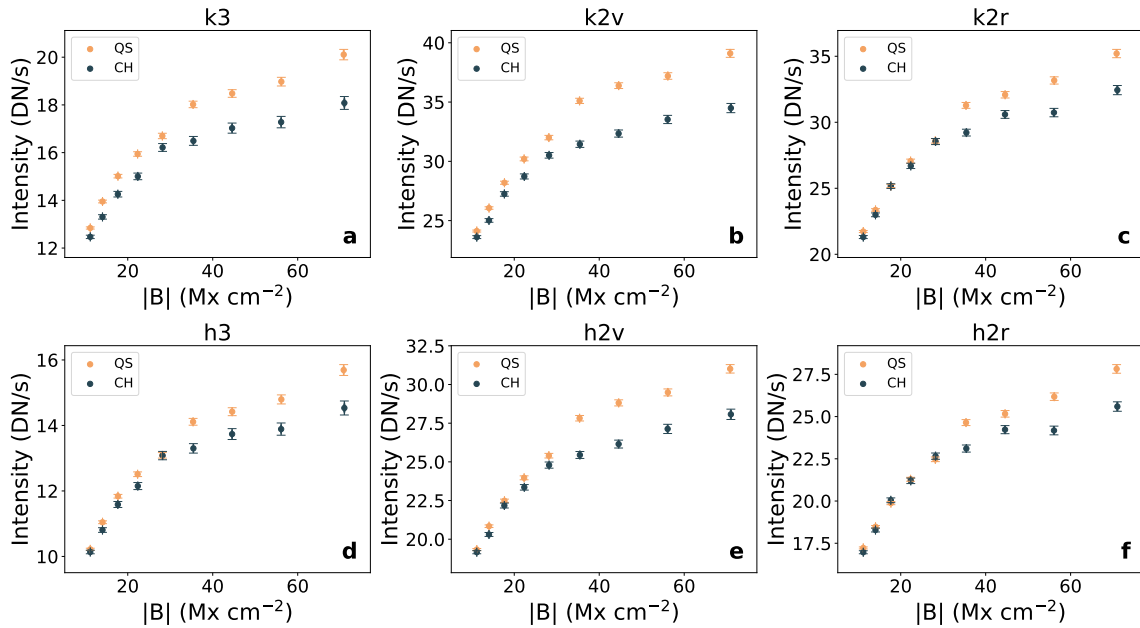 k3
k2v
k2r
QS
CH
QS
CH
QS
CH
Intensity (DN/s)
Intensity (DN/s)
Intensity (DN/s)
20
18
16
14
12
40
35
30
25
35
30
25
20
a
b
c
20
40
60
20
40
60
20
40
60
|B| (Mx cm⁻²)
|B| (Mx cm⁻²)
|B| (Mx cm⁻²)
h3
h2v
h2r
QS
CH
QS
CH
QS
CH
Intensity (DN/s)
Intensity (DN/s)
Intensity (DN/s)
16
14
12
10
32.5
30.0
27.5
25.0
22.5
20.0
27.5
25.0
22.5
20.0
17.5
d
e
f
20
40
60
20
40
60
20
40
60
|B| (Mx cm⁻²)
|B| (Mx cm⁻²)
|B| (Mx cm⁻²)